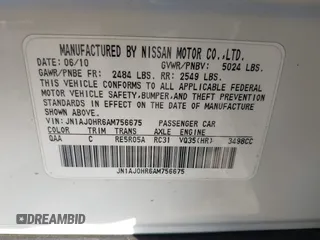 MANUFACTURED BY NISSAN MOTOR CO.,LTD.
DATE: 06/10 GVWR/PNBV: 5024 LBS.
GAWR/PNBE FR: 2484 LBS. RR: 2549 LBS.
THIS VEHICLE CONFORMS TO ALL APPLICABLE FEDERAL
MOTOR VEHICLE SAFETY, BUMPER, AND THEFT PREVENTION
STANDARDS IN EFFECT ON THE DATE OF MANUFACTURE
SHOWN ABOVE.
VIN: JN1AJ0HR6AM756675 PASSENGER CAR
COLOR TRIM TRANS AXLE ENGINE
QAA C RE5R05A RC31 VQ35(HR) 3498CC
JN1AJ0HR6AM756675
DETAILS